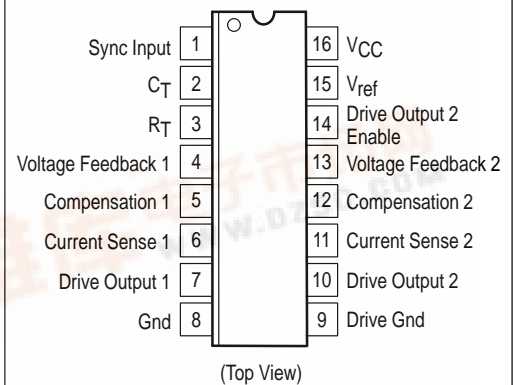 Sync Input 1
CT 2
RT 3
Voltage Feedback 1 4
Compensation 1 5
Current Sense 1 6
Drive Output 1 7
Gnd 8
16 VCC
15 Vref
14 Drive Output 2
Enable
13 Voltage Feedback 2
12 Compensation 2
11 Current Sense 2
10 Drive Output 2
9 Drive Gnd
(Top View)